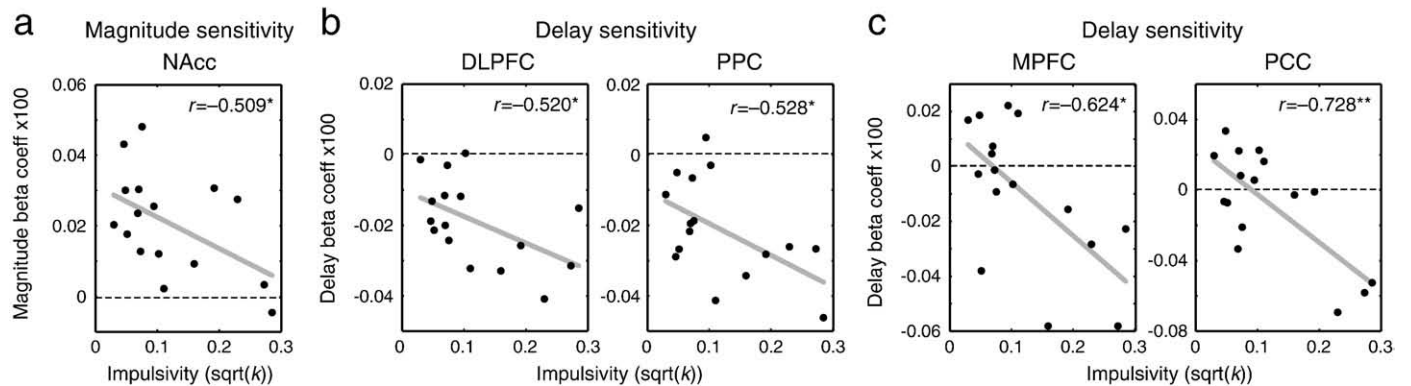 a Magnitude sensitivity
NAcc
r=−0.509*
Magnitude beta coeff x100
0.06
0.04
0.02
0
0 0.1 0.2 0.3
Impulsivity (sqrt(k))
b Delay sensitivity
DLPFC
r=−0.520*
Delay beta coeff x100
0.02
0
-0.02
-0.04
0 0.1 0.2 0.3
Impulsivity (sqrt(k))
PPC
r=−0.528*
0.02
0
-0.02
-0.04
0 0.1 0.2 0.3
Impulsivity (sqrt(k))
c Delay sensitivity
MPFC
r=−0.624*
Delay beta coeff x100
0.02
0
-0.02
-0.04
-0.06
0 0.1 0.2 0.3
Impulsivity (sqrt(k))
PCC
r=−0.728**
0.04
0
-0.04
-0.08
0 0.1 0.2 0.3
Impulsivity (sqrt(k))